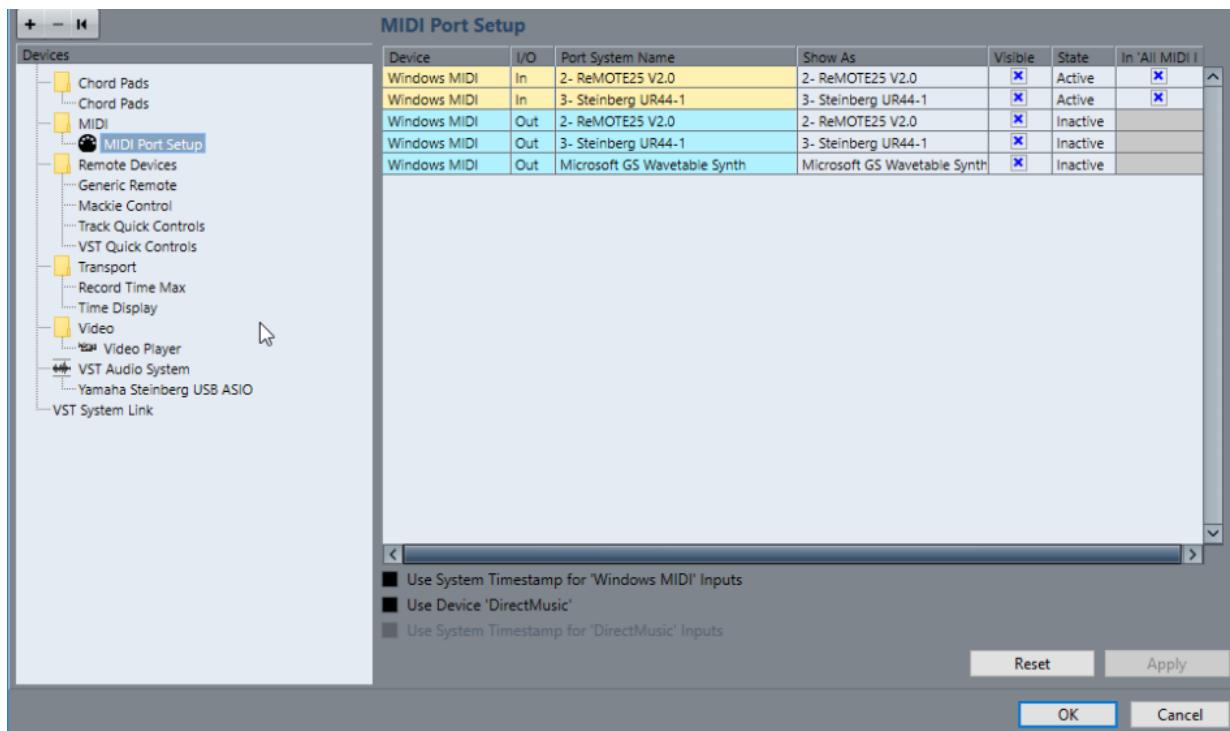 MIDI Port Setup
Devices
Chord Pads
Chord Pads
MIDI
MIDI Port Setup
Remote Devices
Generic Remote
Mackie Control
Track Quick Controls
VST Quick Controls
Transport
Record Time Max
Time Display
Video
Video Player
VST Audio System
Yamaha Steinberg USB ASIO
VST System Link
Device I/O Port System Name Show As Visible State In 'All MIDI I
Windows MIDI In 2- ReMOTE25 V2.0 2- ReMOTE25 V2.0 Active
Windows MIDI In 3- Steinberg UR44-1 3- Steinberg UR44-1 Active
Windows MIDI Out 2- ReMOTE25 V2.0 2- ReMOTE25 V2.0 Inactive
Windows MIDI Out 3- Steinberg UR44-1 3- Steinberg UR44-1 Inactive
Windows MIDI Out Microsoft GS Wavetable Synth Microsoft GS Wavetable Synth Inactive
Use System Timestamp for 'Windows MIDI' Inputs
Use Device 'DirectMusic'
Use System Timestamp for 'DirectMusic' Inputs
Reset Apply
OK Cancel